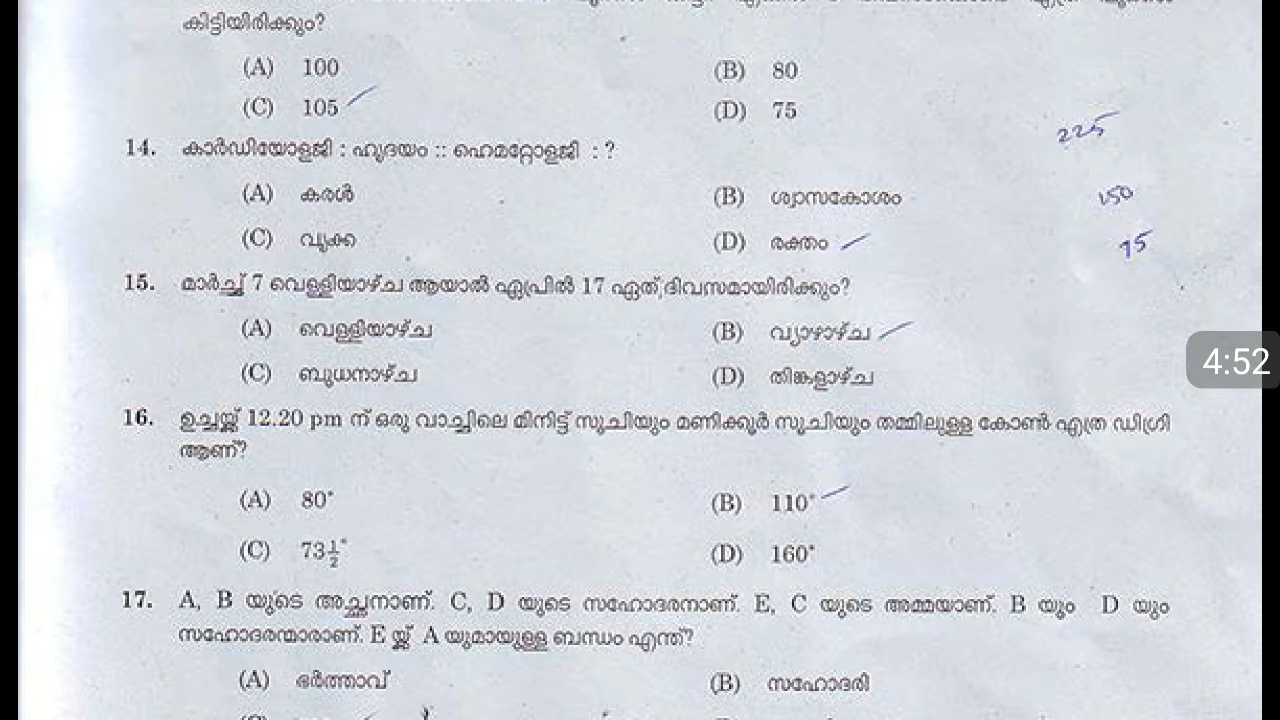 കിട്ടിയിരിക്കും?
(A) 100 (B) 80
(C) 105 (D) 75
225
14. കാർഡിയോളജി : ഹൃദയം :: ഹെമറ്റോളജി : ?
(A) കരൾ (B) ശ്വാസകോശം
150
(C) വൃക്ക (D) രക്തം
75
15. മാർച്ച് 7 വെള്ളിയാഴ്ച ആയാൽ ഏപ്രിൽ 17 ഏത് ദിവസമായിരിക്കും?
(A) വെള്ളിയാഴ്ച (B) വ്യാഴാഴ്ച
4:52
(C) ബുധനാഴ്ച (D) തിങ്കളാഴ്ച
16. ഉച്ചയ്ക്ക് 12.20 pm ന് ഒരു വാച്ചിലെ മിനിട്ട് സൂചിയും മണിക്കൂർ സൂചിയും തമ്മിലുള്ള കോൺ എത്ര ഡിഗ്രി
ആണ്?
(A) 80° (B) 110°
(C) 73½° (D) 160°
17. A, B യുടെ അച്ഛനാണ്. C, D യുടെ സഹോദരനാണ്. E, C യുടെ അമ്മയാണ്. B യും D യും
സഹോദരന്മാരാണ്. E യ്ക്ക് A യുമായുള്ള ബന്ധം എന്ത്?
(A) ഭർത്താവ് (B) സഹോദരി